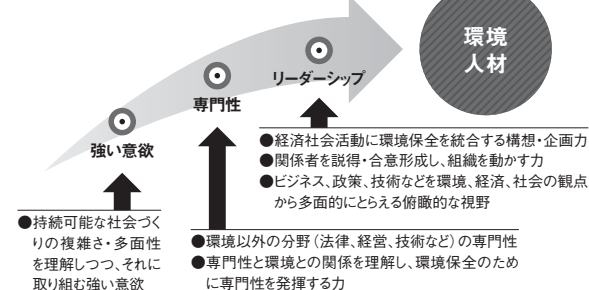 環境
人材
リーダーシップ
専門性
強い意欲
●経済社会活動に環境保全を統合する構想・企画力
●関係者を説得・合意形成し、組織を動かす力
●ビジネス、政策、技術などを環境、経済、社会の観点
から多面的にとらえる俯瞰的な視野
●持続可能な社会づく
りの複雑さ・多面性
を理解しつつ、それに
取り組む強い意欲
●環境以外の分野（法律、経営、技術など）の専門性
●専門性と環境との関係を理解し、環境保全のため
に専門性を発揮する力